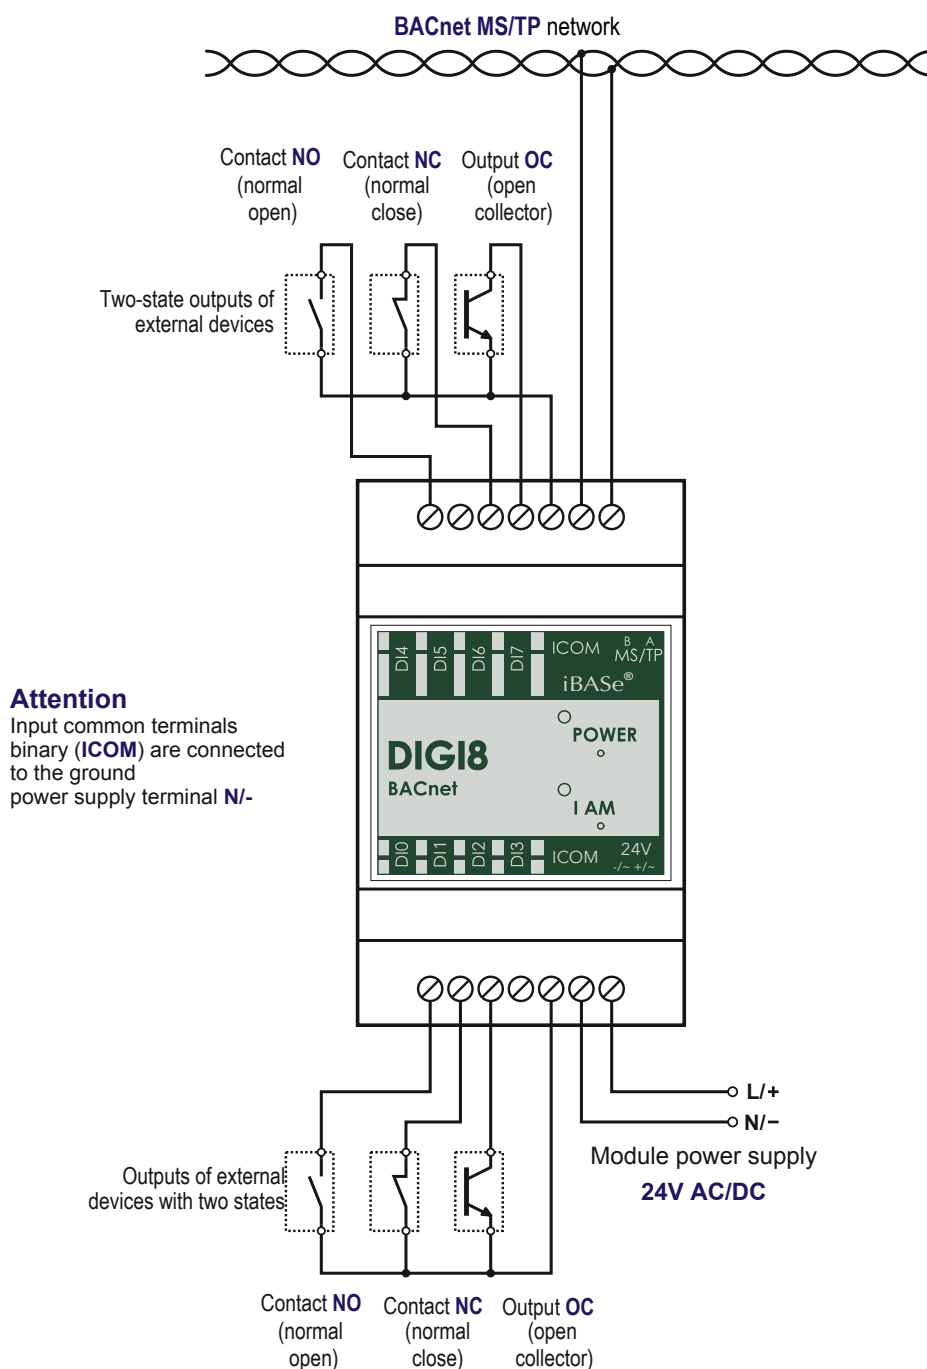 BACnet MS/TP network
Contact NO
(normal
open)
Contact NC
(normal
close)
Output OC
(open
collector)
Two-state outputs of
external devices
Attention
Input common terminals
binary (ICOM) are connected
to the ground
power supply terminal N/-
DI4
DI5
DI6
DI7
ICOM
B A
MS/TP
iBASe®
DIGI8
BACnet
POWER
I AM
DI0
DI1
DI2
DI3
ICOM
24V
-/~ +/~
L/+
N/−
Module power supply
24V AC/DC
Outputs of external
devices with two states
Contact NO
(normal
open)
Contact NC
(normal
close)
Output OC
(open
collector)